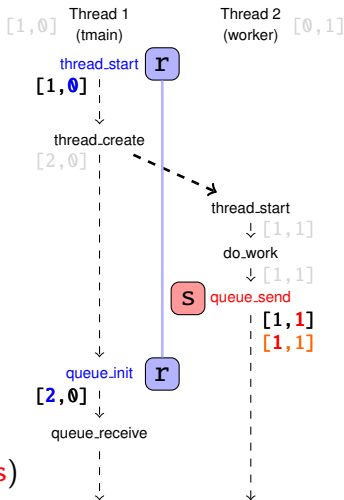 Thread 1
(tmain)
[1,0]
Thread 2
(worker)
[0,1]
thread_start
r
[1,0]
thread_create
[2,0]
thread_start
[1,1]
do_work
[1,1]
s
queue_send
[1,1]
[1,1]
queue_init
r
[2,0]
queue_receive
s)